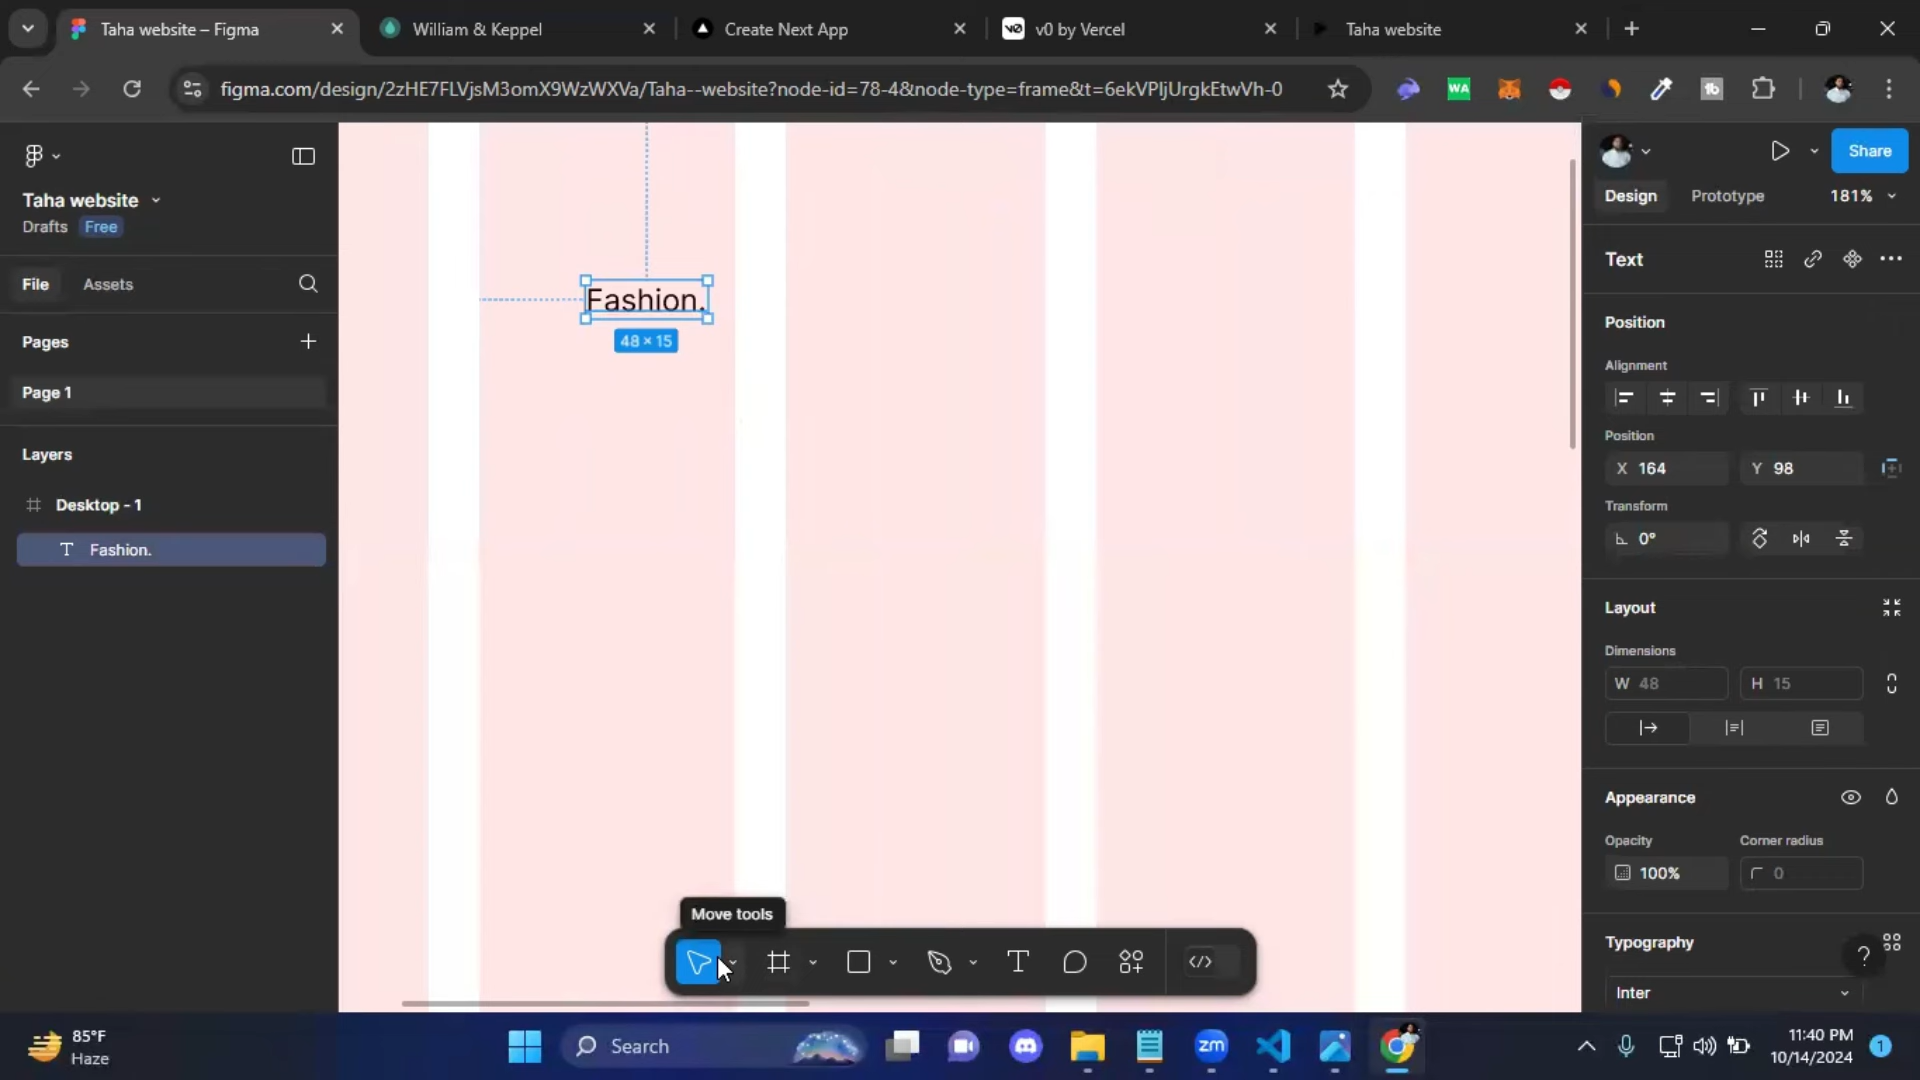 Taha website – Figma
William & Keppel
Create Next App
v0 by Vercel
Taha website
figma.com/design/2zHE7FLVjsM3omX9WzWXVa/Taha--website?node-id=78-4&node-type=frame&t=6ekVPljUrgkEtwVh-0
WA
Share
Taha website
Design
Prototype
181%
Drafts
Free
Text
File
Assets
Fashion.
48 × 15
Position
Pages
Alignment
Page 1
Position
Layers
X 164
Y 98
Desktop - 1
Transform
Fashion.
0°
Layout
Dimensions
W 48
H 15
Appearance
Opacity
Corner radius
100%
0
Move tools
Typography
?
Inter
85°F
Haze
Search
zm
11:40 PM
10/14/2024
1